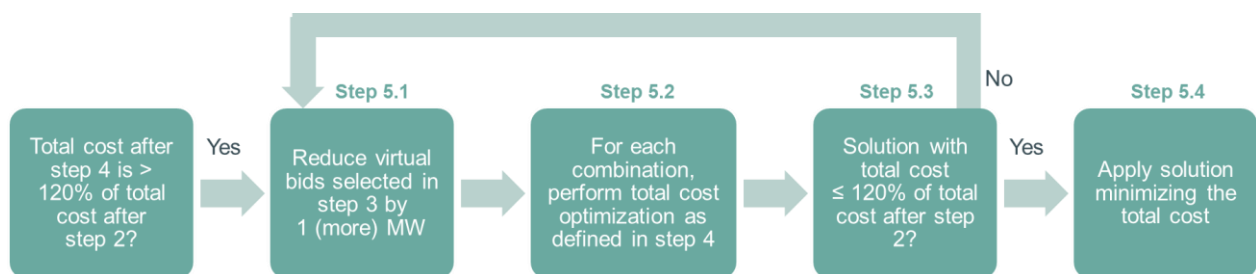 Total cost after
step 4 is >
120% of total
cost after
step 2?
Yes
Step 5.1
Reduce virtual
bids selected in
step 3 by
1 (more) MW
Step 5.2
For each
combination,
perform total cost
optimization as
defined in step 4
Step 5.3
Solution with
total cost
≤ 120% of total
cost after step
2?
No
Yes
Step 5.4
Apply solution
minimizing the
total cost